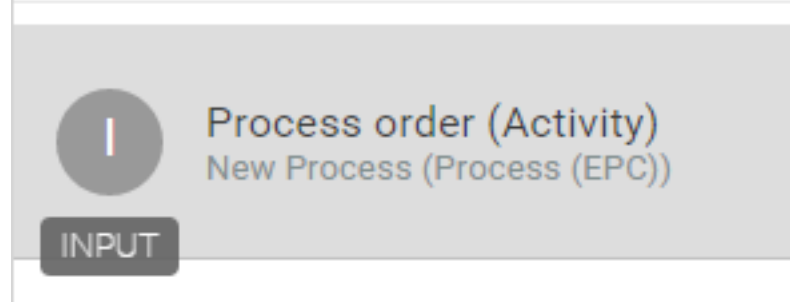 I
Process order (Activity)
New Process (Process (EPC))
INPUT